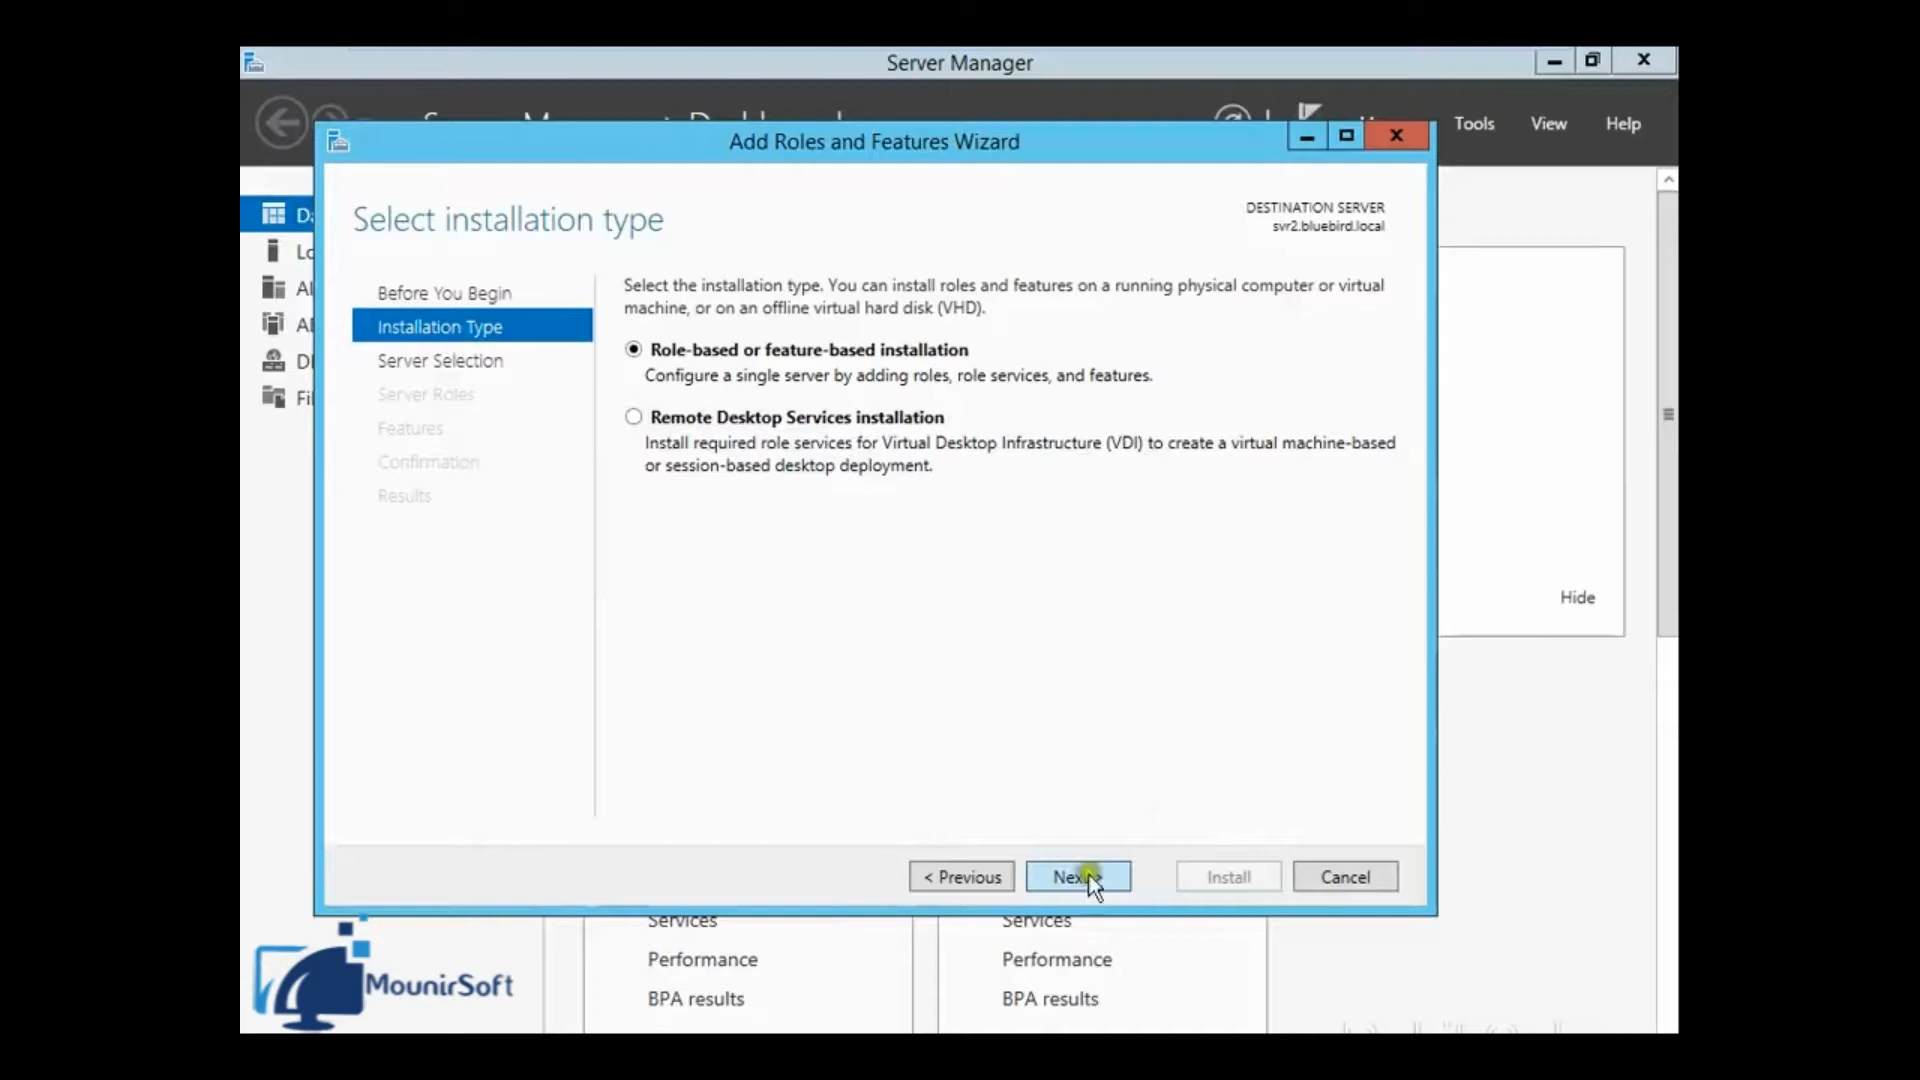 Server Manager
Tools View Help
Add Roles and Features Wizard
Select installation type
DESTINATION SERVER
svr2.bluebird.local
Before You Begin
Installation Type
Server Selection
Server Roles
Features
Confirmation
Results
Select the installation type. You can install roles and features on a running physical computer or virtual
machine, or on an offline virtual hard disk (VHD).
Role-based or feature-based installation
Configure a single server by adding roles, role services, and features.
Remote Desktop Services installation
Install required role services for Virtual Desktop Infrastructure (VDI) to create a virtual machine-based
or session-based desktop deployment.
Hide
< Previous
Next >
Install
Cancel
Services
Performance
BPA results
Services
Performance
BPA results
MounirSoft